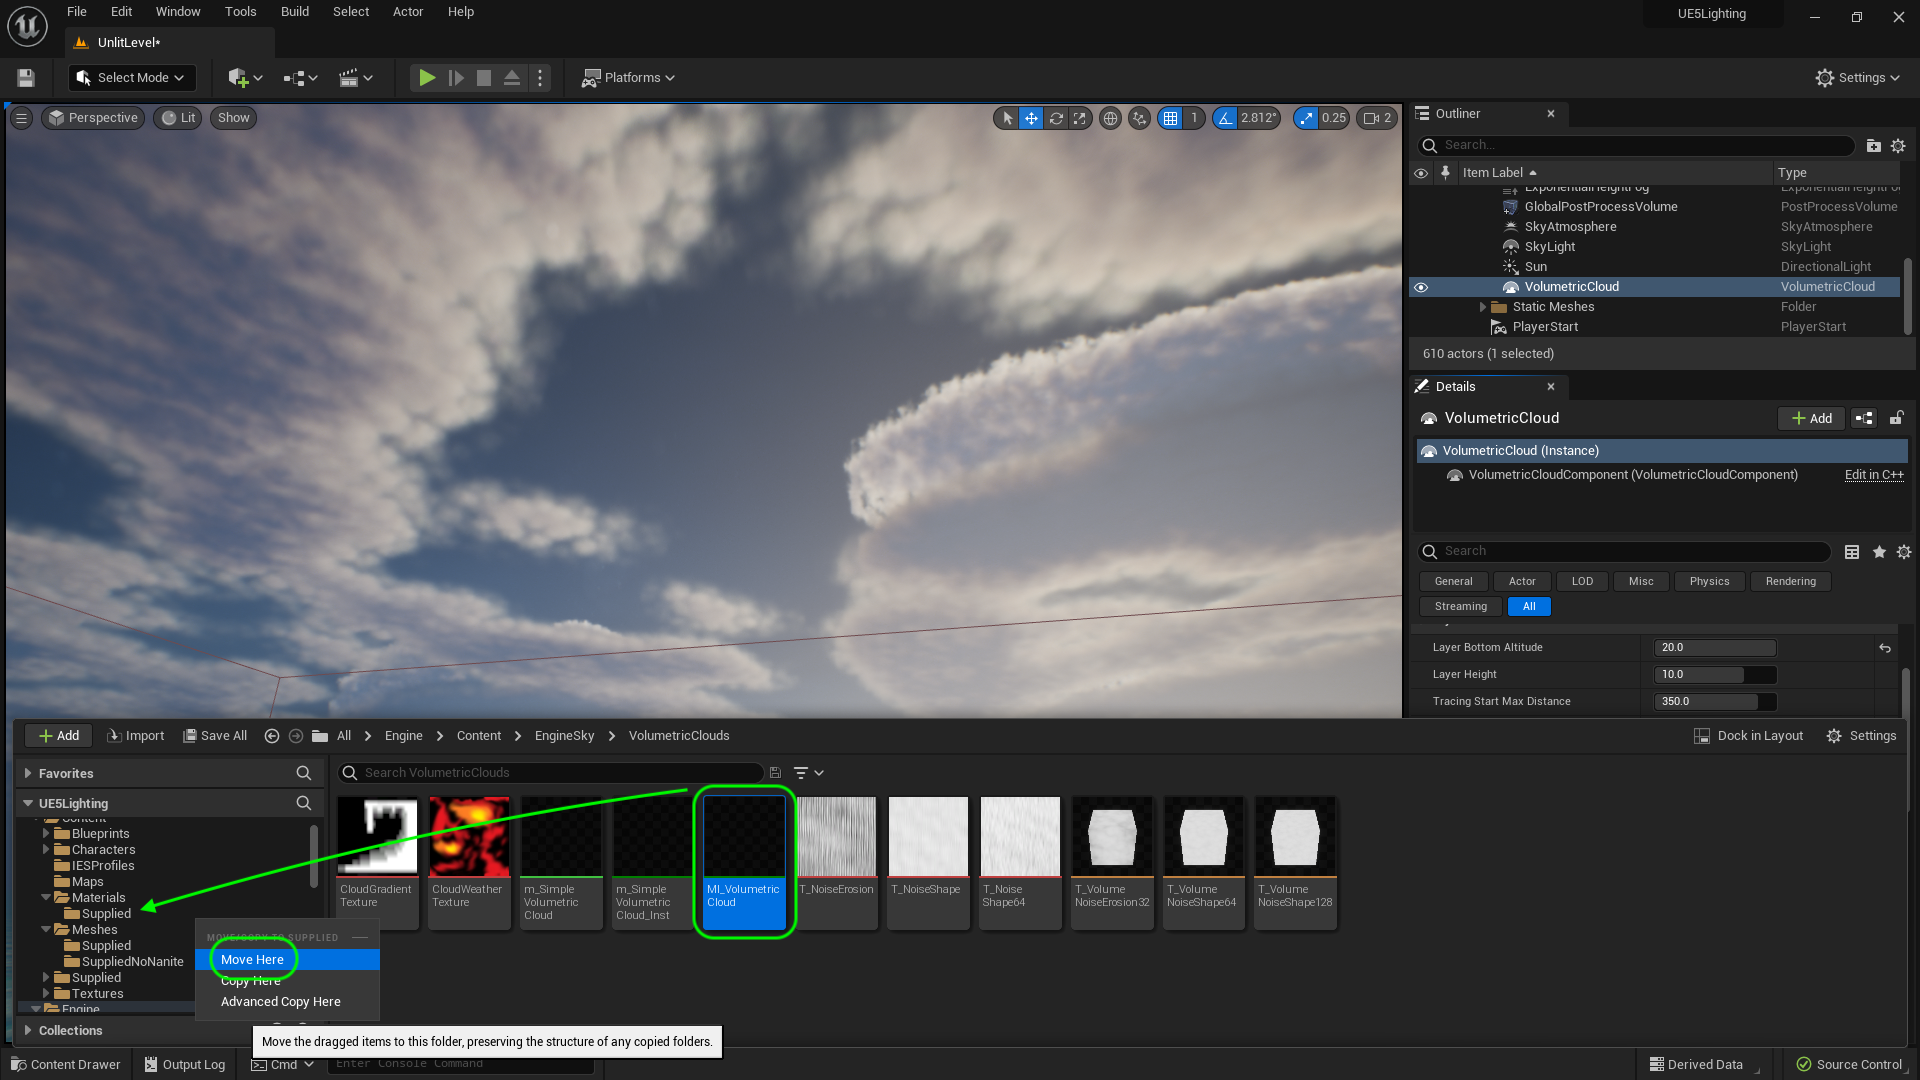 File Edit Window Tools Build Select Actor Help
UE5Lighting
UnlitLevel*
Select Mode
Platforms
Settings
Perspective
Lit
Show
1
2.812°
0.25
2
Outliner
Search...
Item Label
Type
ExponentialHeightFog
GlobalPostProcessVolume PostProcessVolume
SkyAtmosphere SkyAtmosphere
SkyLight SkyLight
Sun DirectionalLight
VolumetricCloud VolumetricCloud
Static Meshes Folder
PlayerStart PlayerStart
610 actors (1 selected)
Details
VolumetricCloud
Add
VolumetricCloud (Instance)
VolumetricCloudComponent (VolumetricCloudComponent) Edit in C++
Search
General Actor LOD Misc Physics Rendering
Streaming All
Layer Bottom Altitude 20.0
Layer Height 10.0
Tracing Start Max Distance 350.0
Add Import Save All All Engine Content EngineSky VolumetricClouds
Dock in Layout Settings
Favorites
Search VolumetricClouds
UE5Lighting
Content
Blueprints
Characters
IESProfiles
Maps
Materials
Supplied
Meshes
Supplied
SuppliedNoNanite
Supplied
Textures
Engine
Collections
CloudGradient
Texture
CloudWeather
Texture
m_Simple
Volumetric
Cloud
m_Simple
Volumetric
Cloud_Inst
MI_Volumetric
Cloud
T_NoiseErosion
T_NoiseShape
T_Noise
Shape64
T_Volume
NoiseErosion32
T_Volume
NoiseShape64
T_Volume
NoiseShape128
MOVE/COPY TO SUPPLIED
Move Here
Copy Here
Advanced Copy Here
Move the dragged items to this folder, preserving the structure of any copied folders.
Content Drawer
Output Log
Cmd
Enter Console Command
Derived Data
Source Control